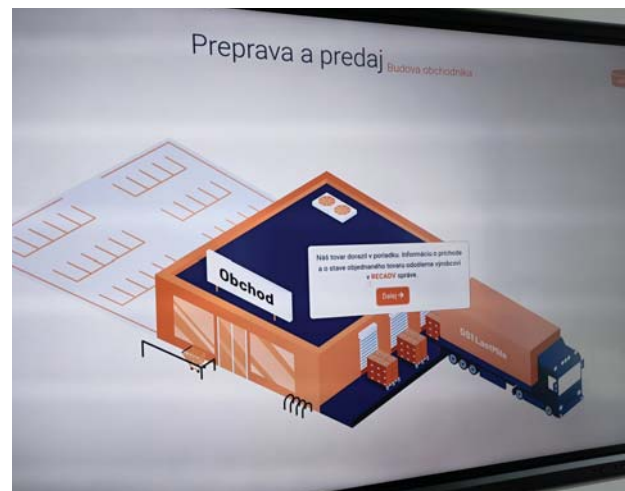 Preprava a predaj Budova obchodníka
Náš tovar dorazil v poriadku. Informáciu o príchode
a o stave objednaného tovaru odošleme výrobcovi
v RECADV správe.
Ďalej →
Obchod
GS1 LastMile